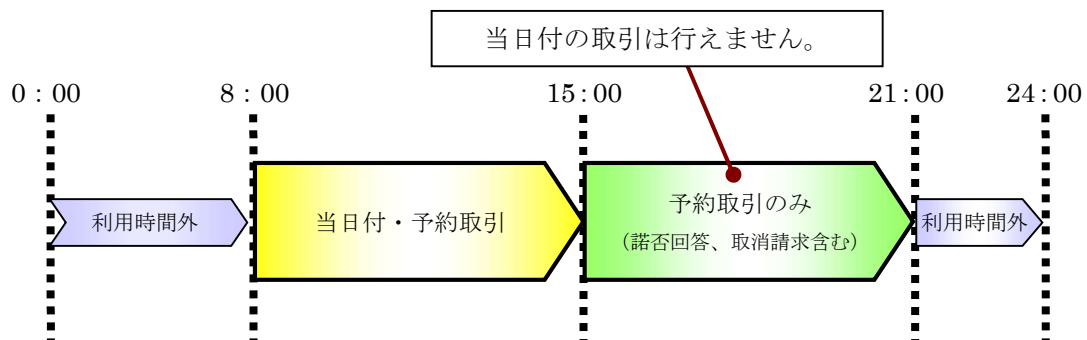 当日付の取引は行えません。
0:00
8:00
15:00
21:00
24:00
利用時間外
当日付・予約取引
予約取引のみ
（諾否回答、取消請求含む）
利用時間外